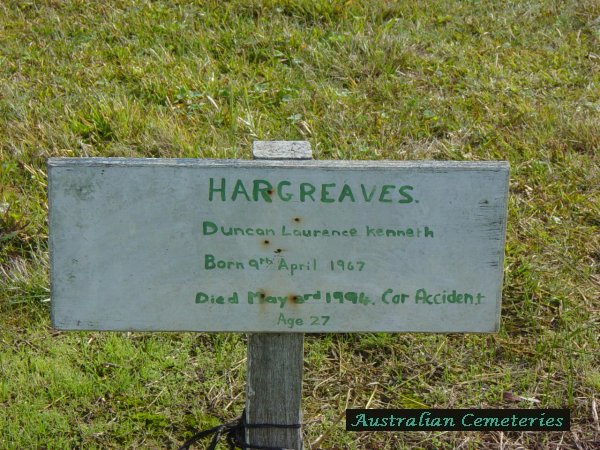 HARGREAVES.
Duncan Laurence Kenneth
Born 9th April 1967
Died May 1994. Car Accident
Age 27
Australian Cemeteries